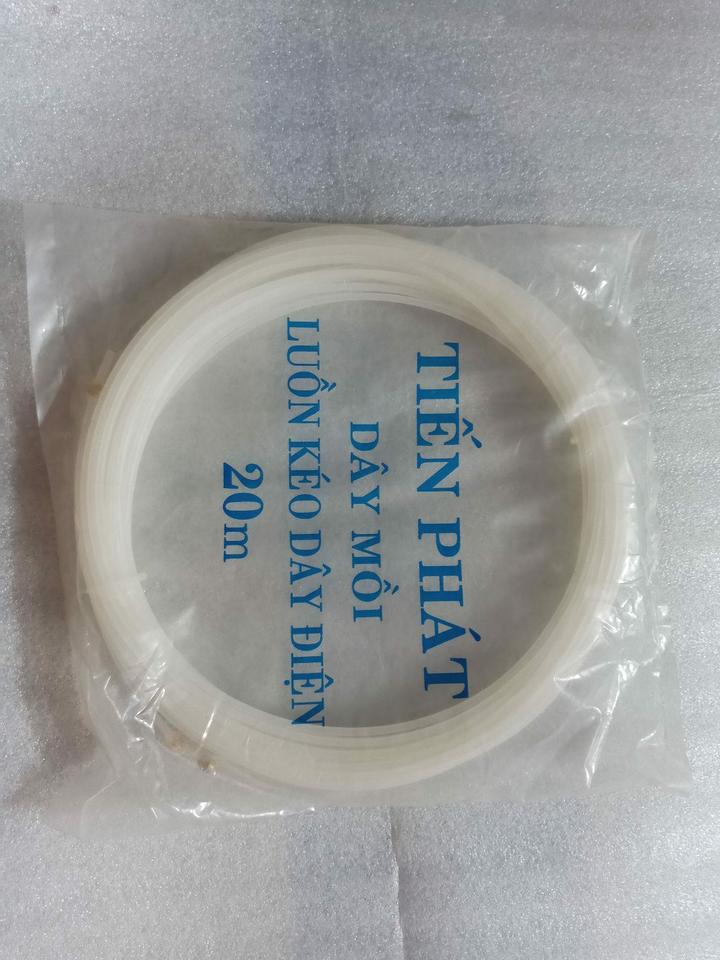 TIẾN PHÁT
DÂY MỒI
LUỒN KÉO DÂY ĐIỆN
20m